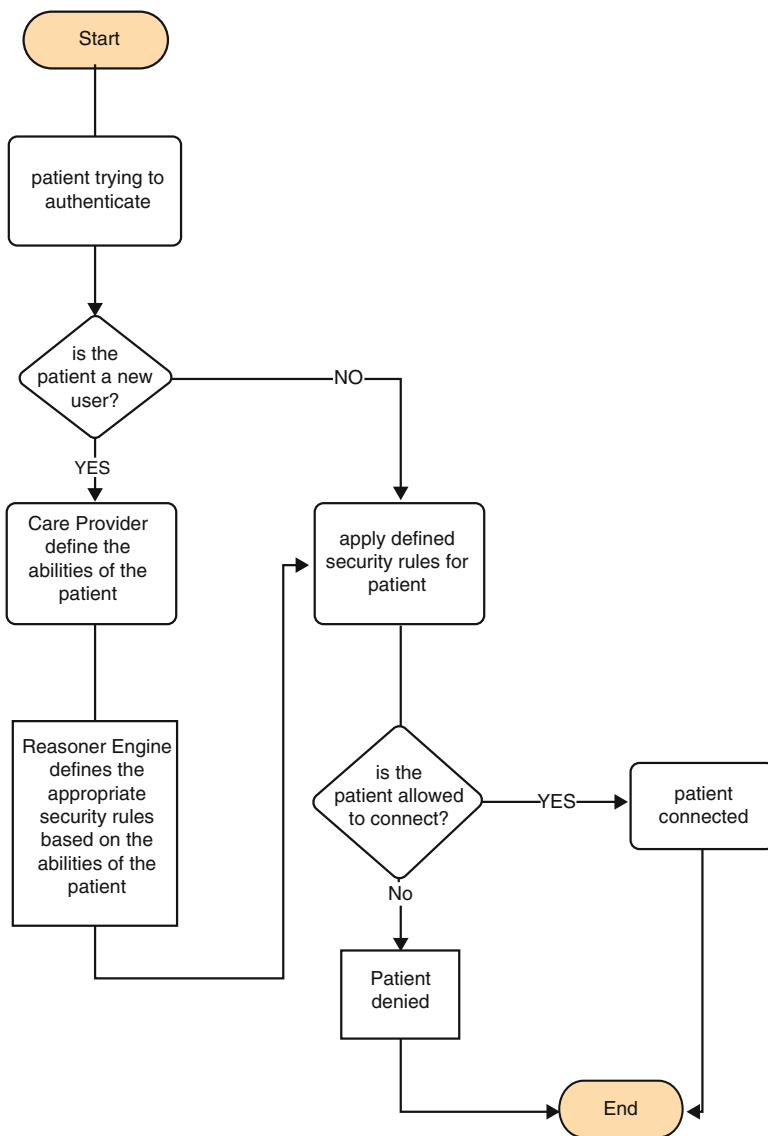 Start
patient trying to
authenticate
is the
patient a new
user?
NO
YES
Care Provider
define the
abilities of the
patient
apply defined
security rules for
patient
Reasoner Engine
defines the
appropriate
security rules
based on the
abilities of the
patient
is the
patient allowed
to connect?
YES
patient
connected
No
Patient
denied
End